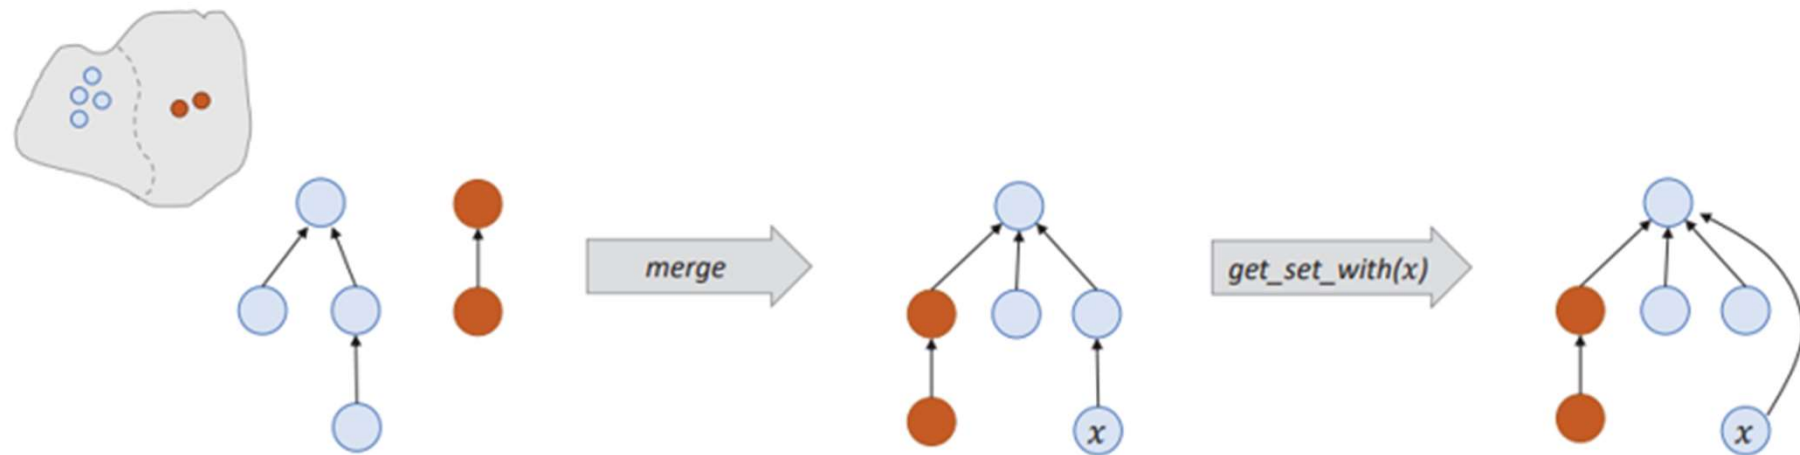 merge
get_set_with(x)
x
x